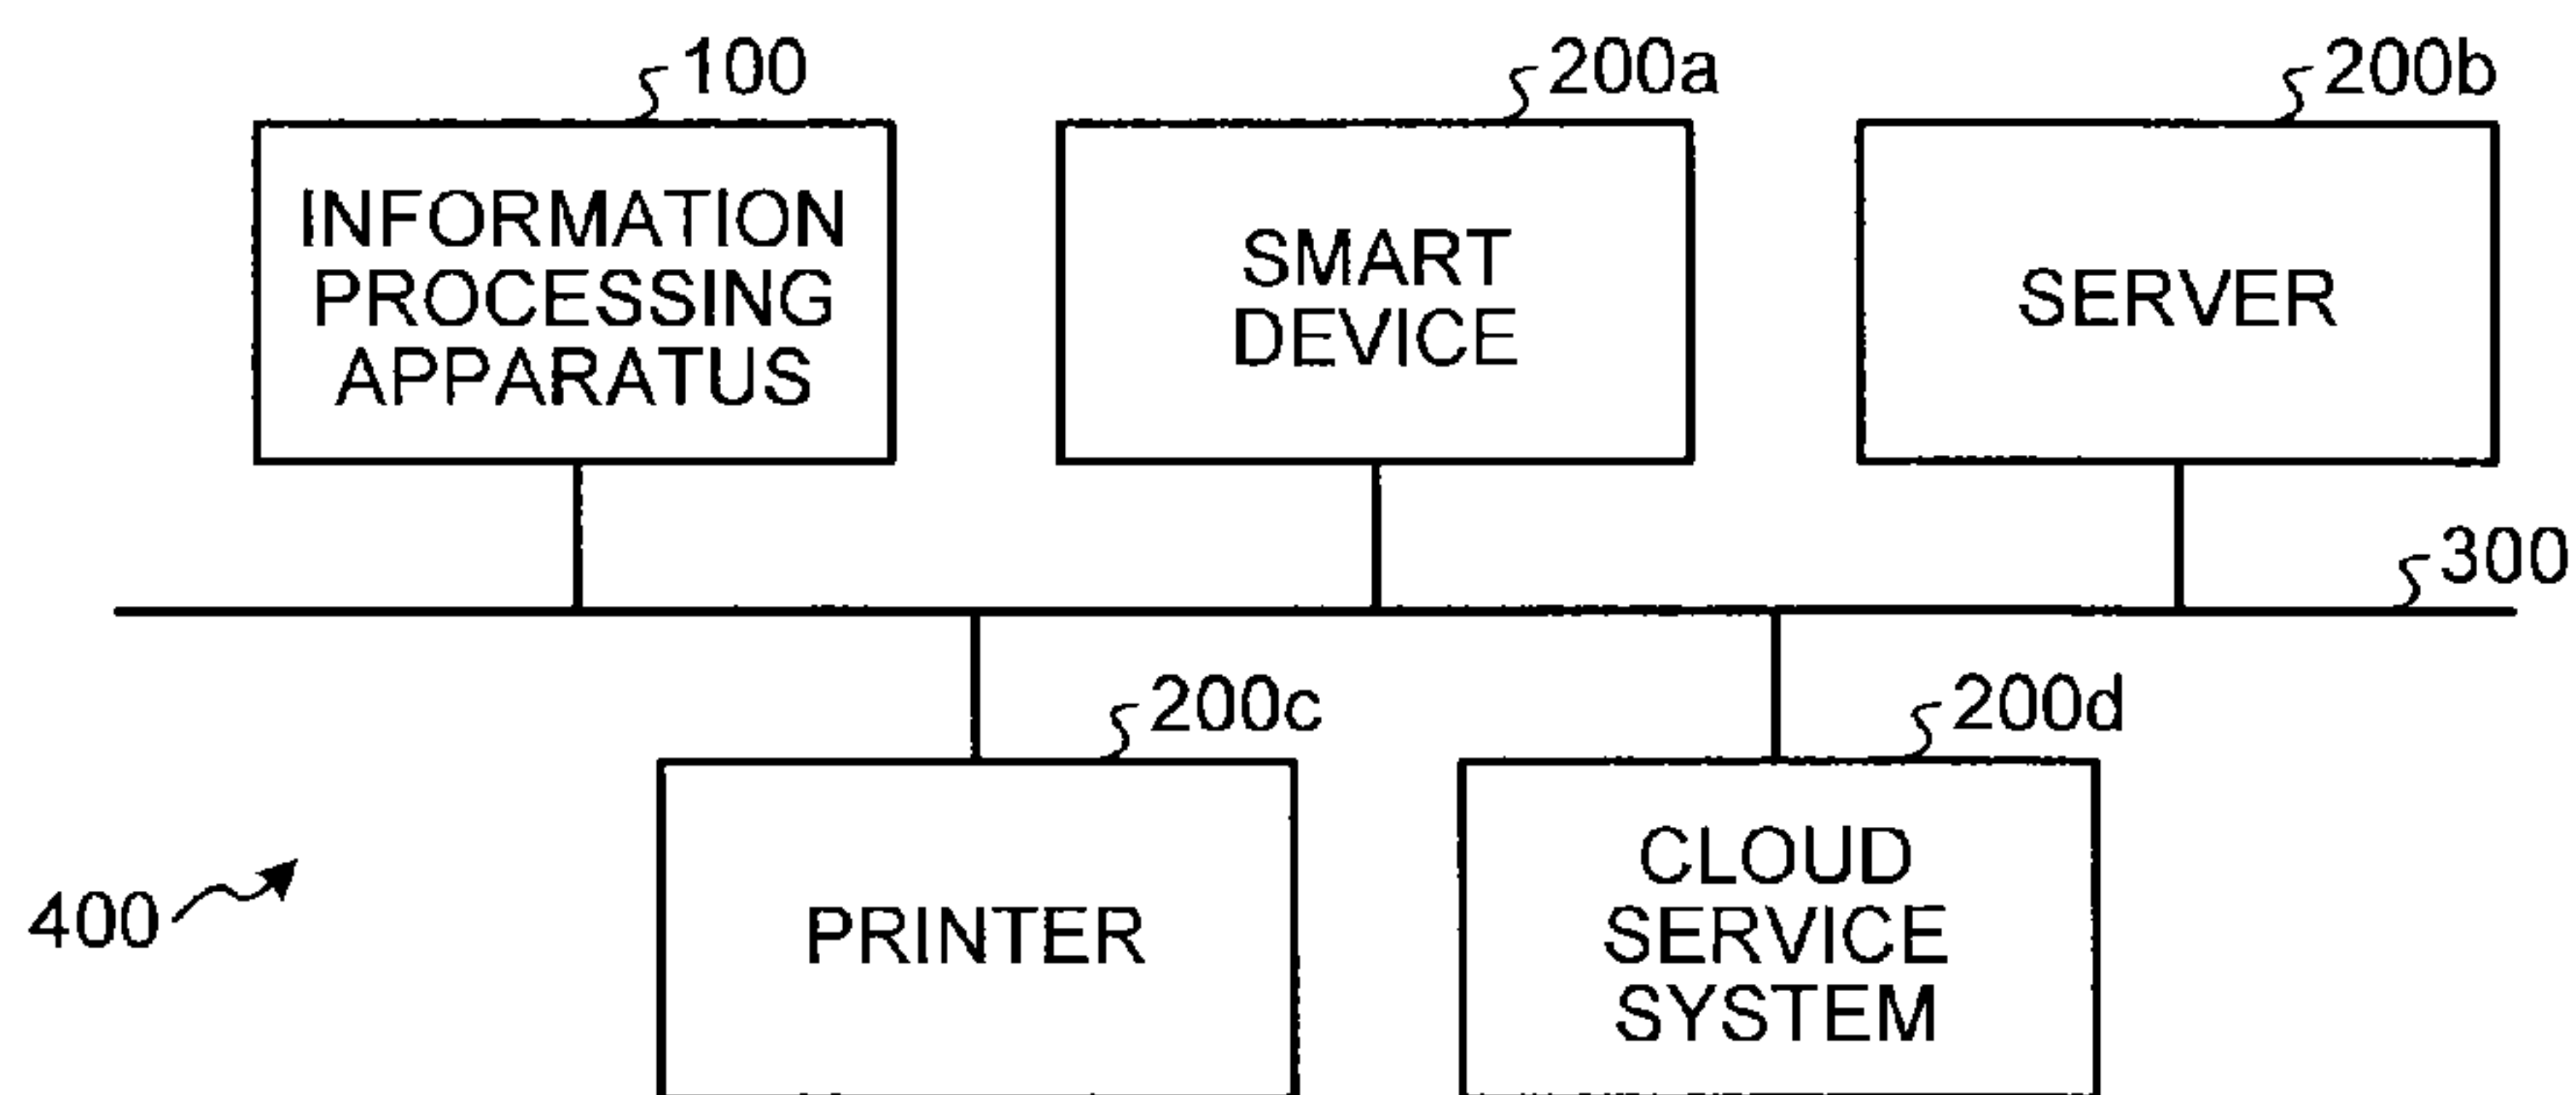 100
200a
200b
INFORMATION
PROCESSING
APPARATUS
SMART
DEVICE
SERVER
300
200c
200d
400
PRINTER
CLOUD
SERVICE
SYSTEM